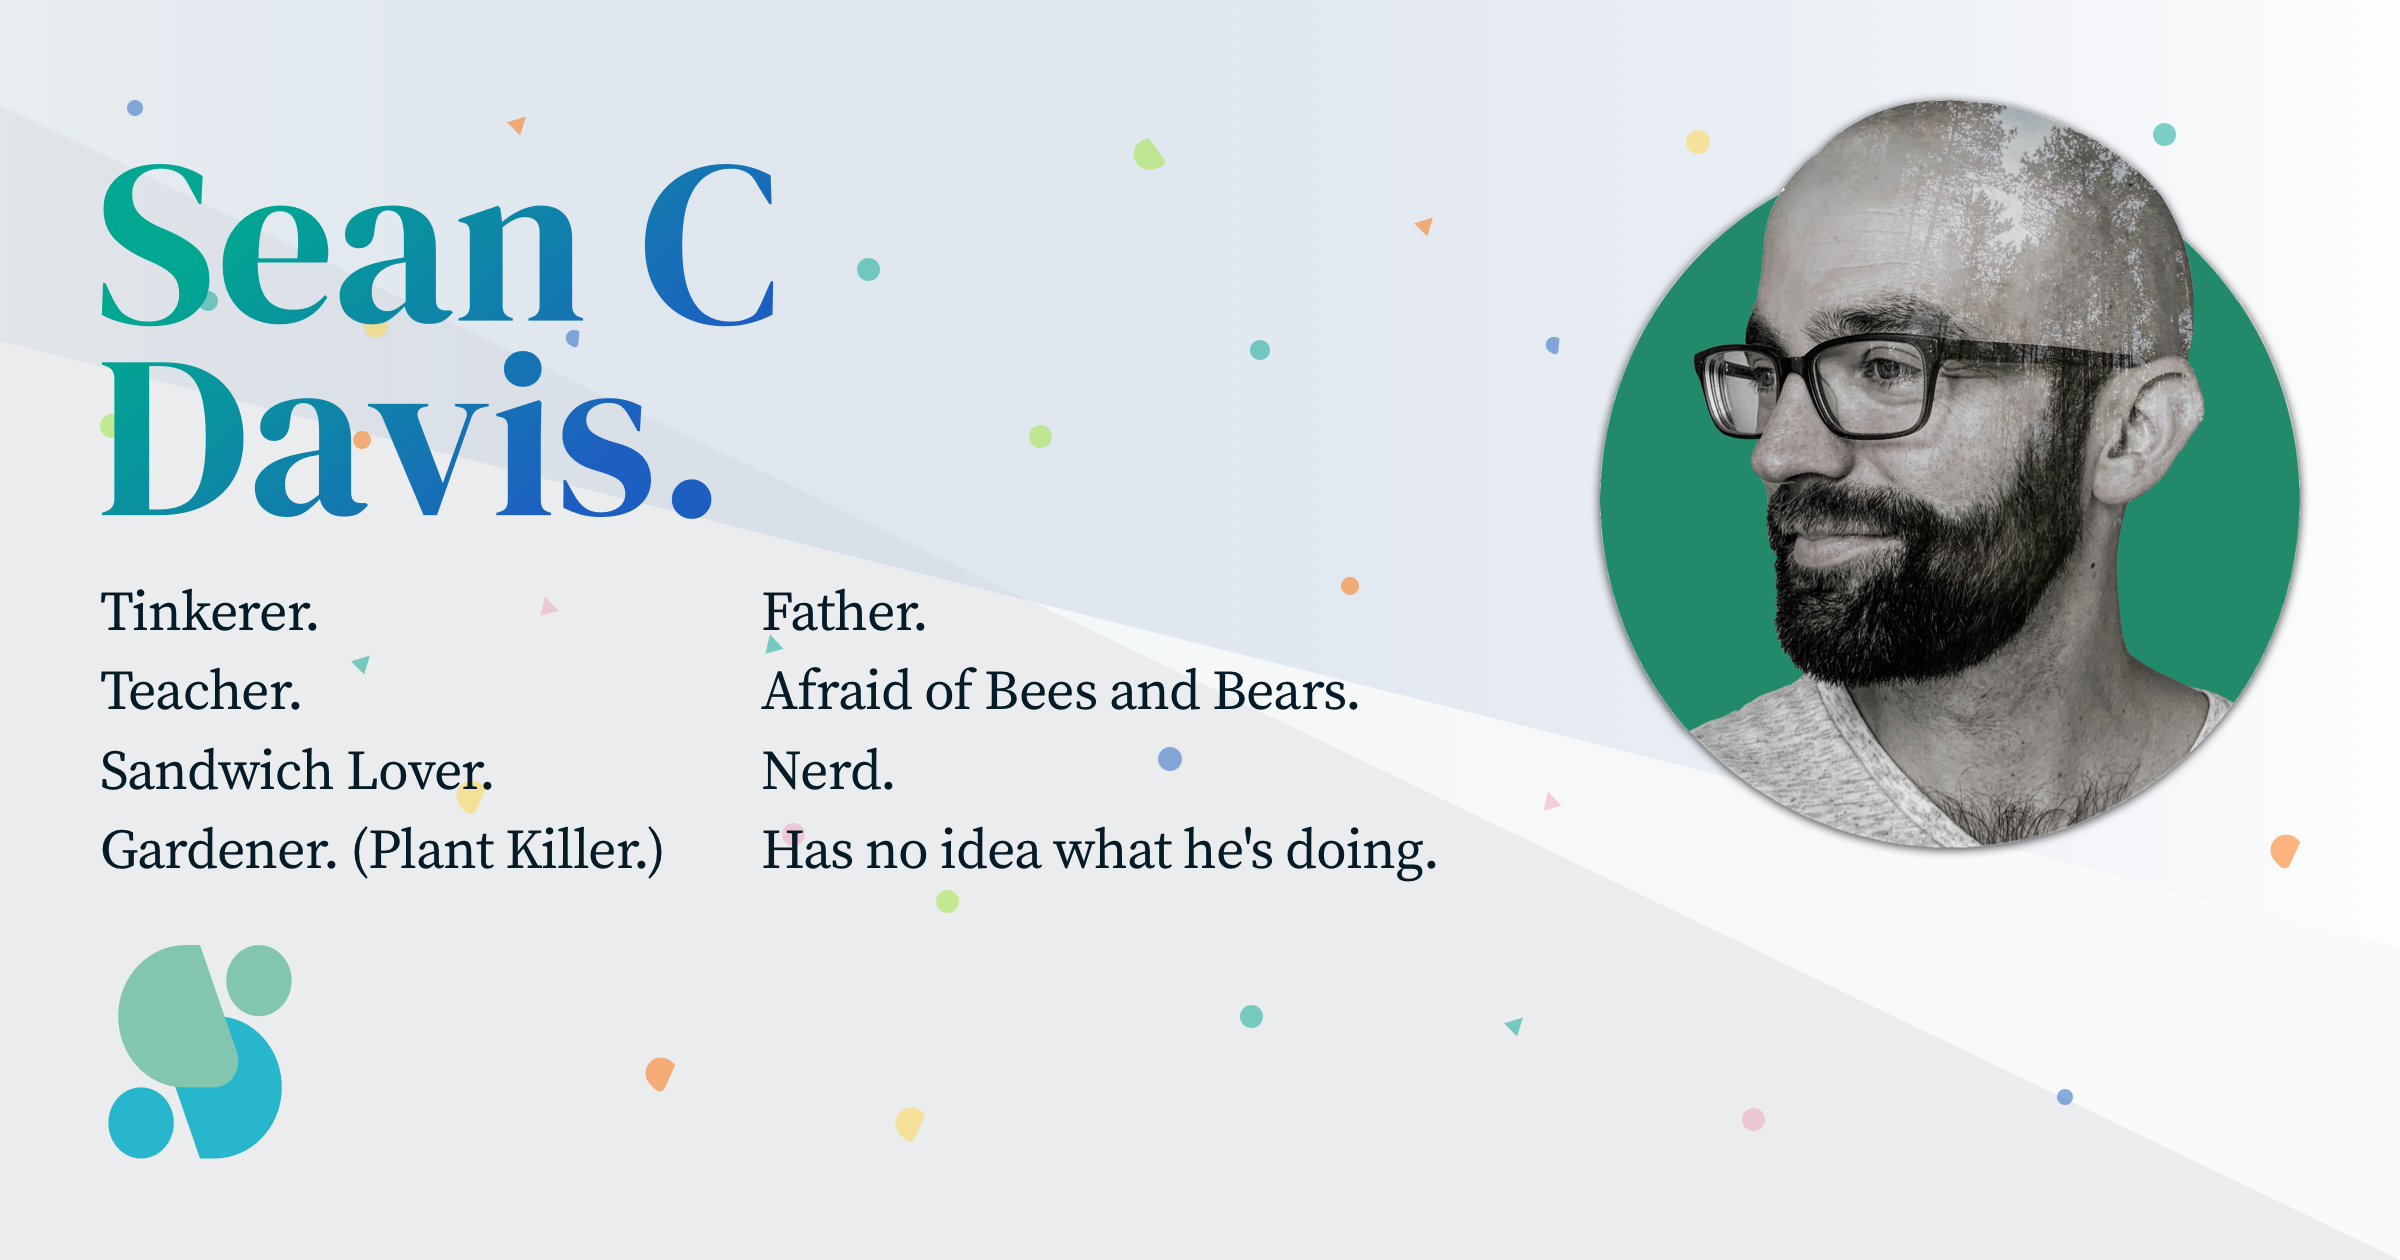 Sean C
Davis.
Tinkerer.
Teacher.
Sandwich Lover.
Gardener. (Plant Killer.)
Father.
Afraid of Bees and Bears.
Nerd.
Has no idea what he's doing.